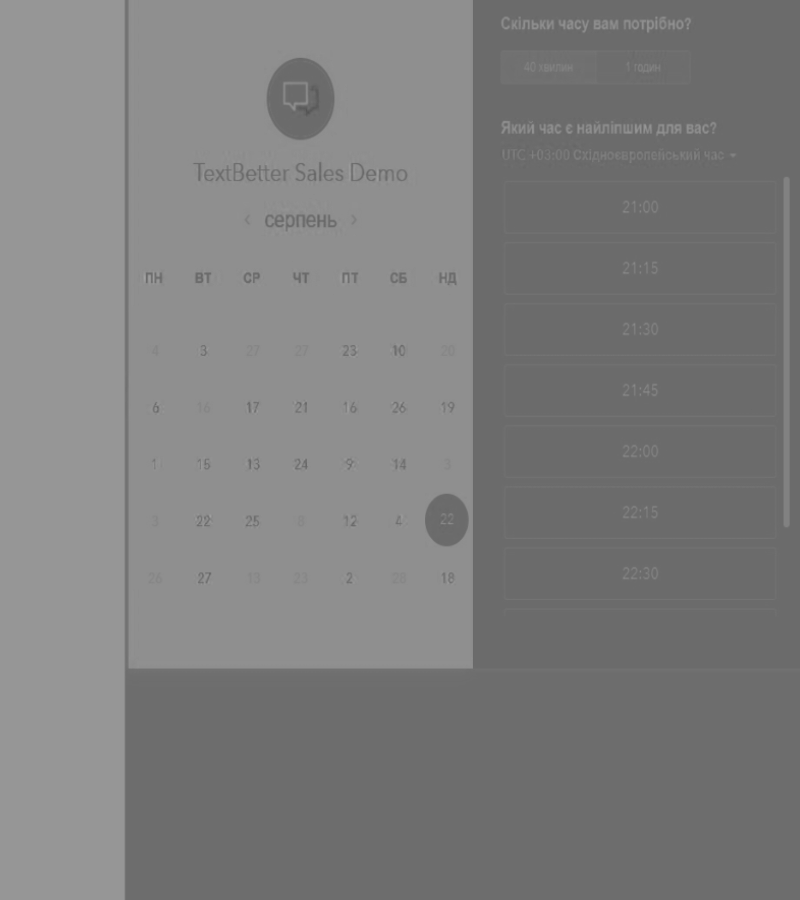 TextBetter Sales Demo
‹ серпень ›
ПН ВТ СР ЧТ ПТ СБ НД
4 3 27 27 23 10 20
6 16 17 21 16 26 19
1 15 13 24 9 14 3
3 22 25 8 12 4 22
26 27 13 23 2 28 18
Скільки часу вам потрібно?
40 хвилин 1 годин
Який час є найліпшим для вас?
UTC +03:00 Східноєвропейський час
21:00
21:15
21:30
21:45
22:00
22:15
22:30